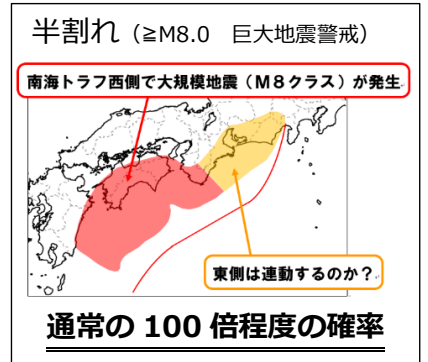 半割れ（≧M8.0　巨大地震警戒）
南海トラフ西側で大規模地震（M８クラス）が発生
東側は連動するのか？
通常の 100 倍程度の確率